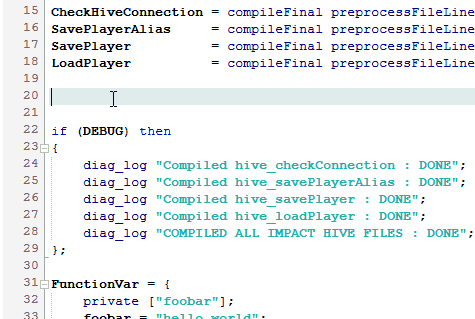 15 CheckHiveConnection = compileFinal preprocessFileLine
16 SavePlayerAlias = compileFinal preprocessFileLine
17 SavePlayer = compileFinal preprocessFileLine
18 LoadPlayer = compileFinal preprocessFileLine
19
20
21
22 if (DEBUG) then
23 {
24 diag_log "Compiled hive_checkConnection : DONE";
25 diag_log "Compiled hive_savePlayerAlias : DONE";
26 diag_log "Compiled hive_savePlayer : DONE";
27 diag_log "Compiled hive_loadPlayer : DONE";
28 diag_log "COMPILED ALL IMPACT HIVE FILES : DONE";
29 };
30
31 FunctionVar = {
32 private ["foobar"];
33 foobar = "hello world";